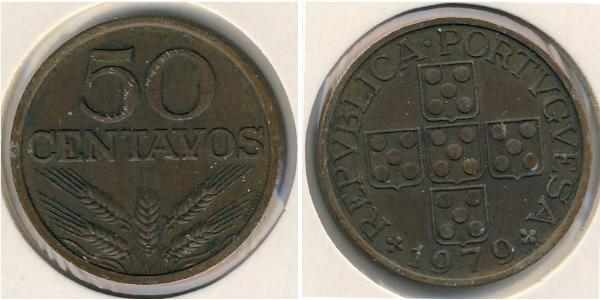 50
CENTAVOS
REPVBLICA · PORTVGVESA
1979